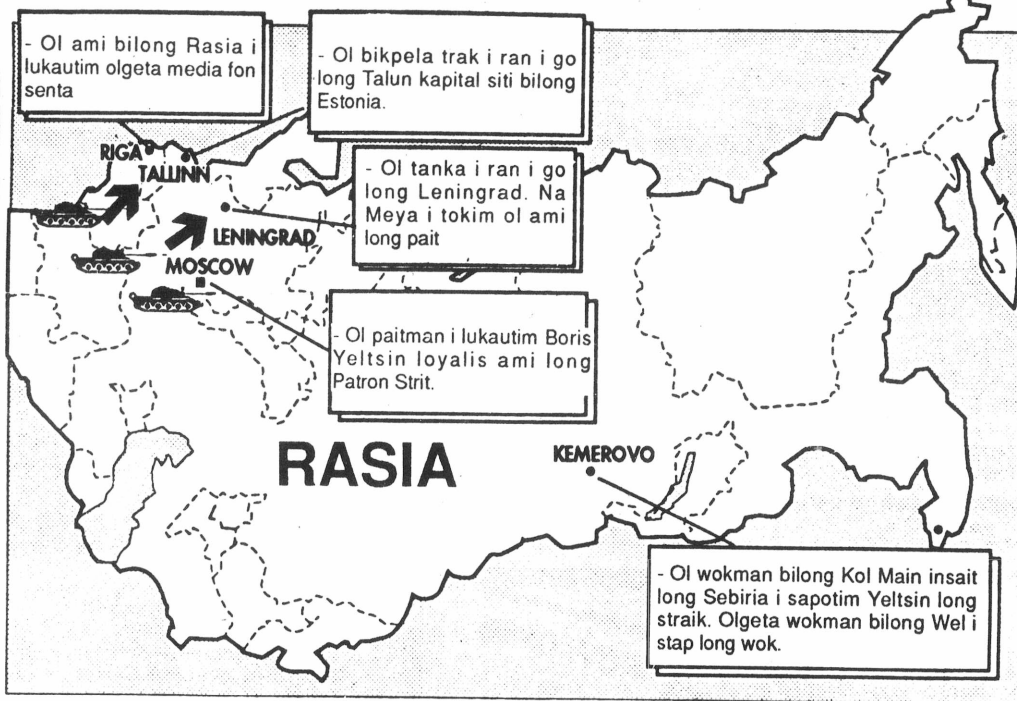 - Ol ami bilong Rasia i
lukautim olgeta media fon
senta
- Ol bikpela trak i ran i go
long Talun kapital siti bilong
Estonia.
RIGA
TALLINN
- Ol tanka i ran i go
long Leningrad. Na
Meya i tokim ol ami
long pait
LENINGRAD
MOSCOW
- Ol paitman i lukautim Boris
Yeltsin loyalis ami long
Patron Strit.
RASIA
KEMEROVO
- Ol wokman bilong Kol Main insait
long Sebiria i sapotim Yeltsin long
straik. Olgeta wokman bilong Wel i
stap long wok.